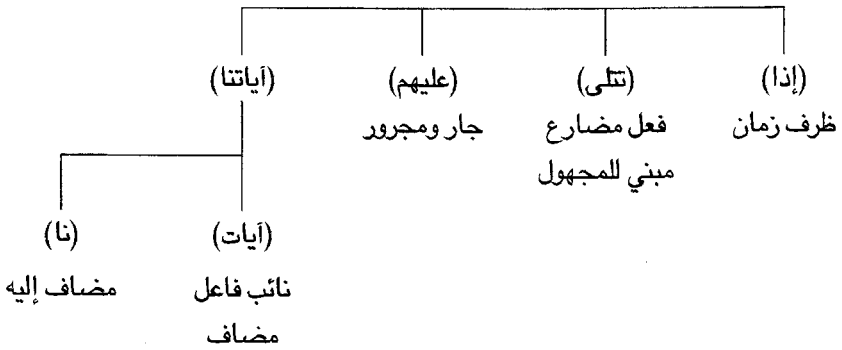 (إذا) (تتلى) (عليهم) (آياتنا)
ظرف زمان فعل مضارع جار ومجرور
مبني للمجهول
(آيات) (نا)
نائب فاعل مضاف إليه
مضاف